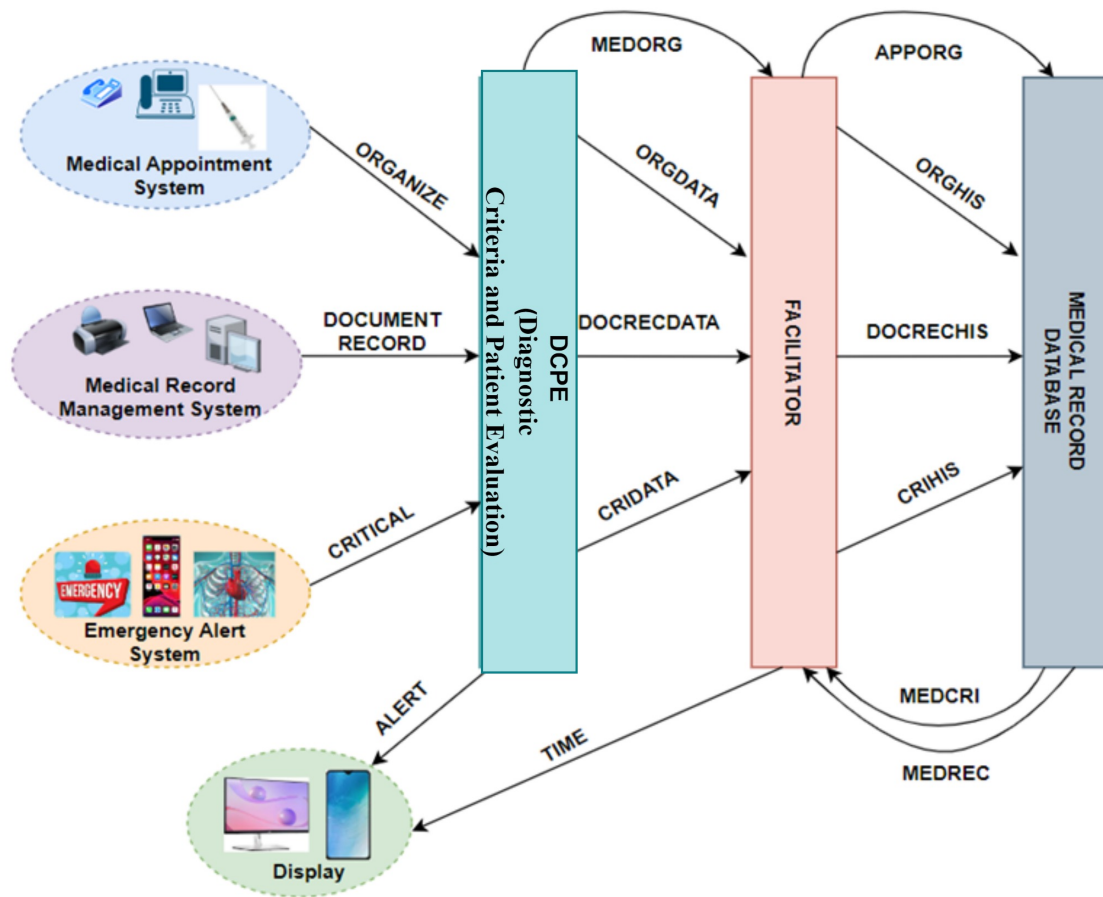 MEDORG
APPORG
Medical Appointment
System
ORGANIZE
ORGDATA
ORGHIS
DCPE
(Diagnostic
Criteria and Patient Evaluation)
FACILITATOR
MEDICAL RECORD
DATABASE
DOCUMENT
RECORD
DOCRECDATA
DOCRECHIS
Medical Record
Management System
CRITICAL
CRIDATA
CRIHIS
EMERGENCY
Emergency Alert
System
ALERT
TIME
MEDCRI
MEDREC
Display